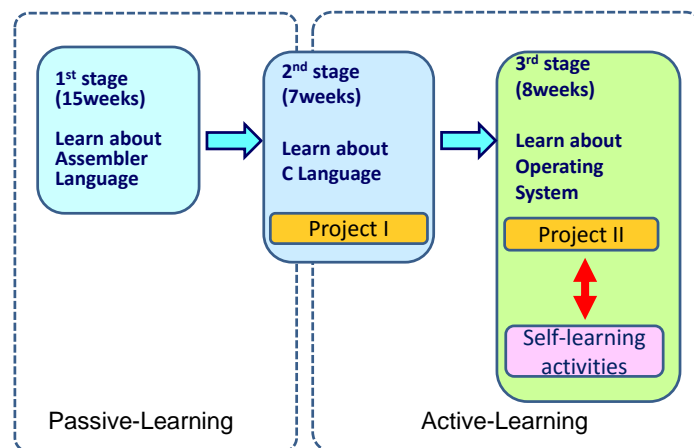 1st stage
(15weeks)
Learn about
Assembler
Language
2nd stage
(7weeks)
Learn about
C Language
Project I
3rd stage
(8weeks)
Learn about
Operating
System
Project II
Self-learning
activities
Passive-Learning
Active-Learning